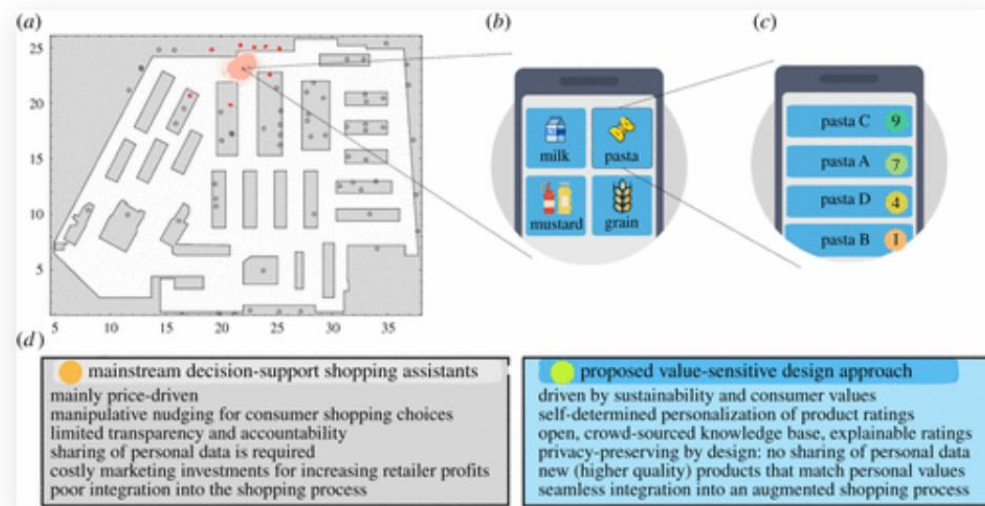 (a)
(b)
(c)
25
20
15
10
5
5 10 15 20 25 30 35
milk pasta
mustard grain
pasta C 9
pasta A 7
pasta D 4
pasta B 1
(d)
mainstream decision-support shopping assistants
mainly price-driven
manipulative nudging for consumer shopping choices
limited transparency and accountability
sharing of personal data is required
costly marketing investments for increasing retailer profits
poor integration into the shopping process
proposed value-sensitive design approach
driven by sustainability and consumer values
self-determined personalization of product ratings
open, crowd-sourced knowledge base, explainable ratings
privacy-preserving by design: no sharing of personal data
new (higher quality) products that match personal values
seamless integration into an augmented shopping process